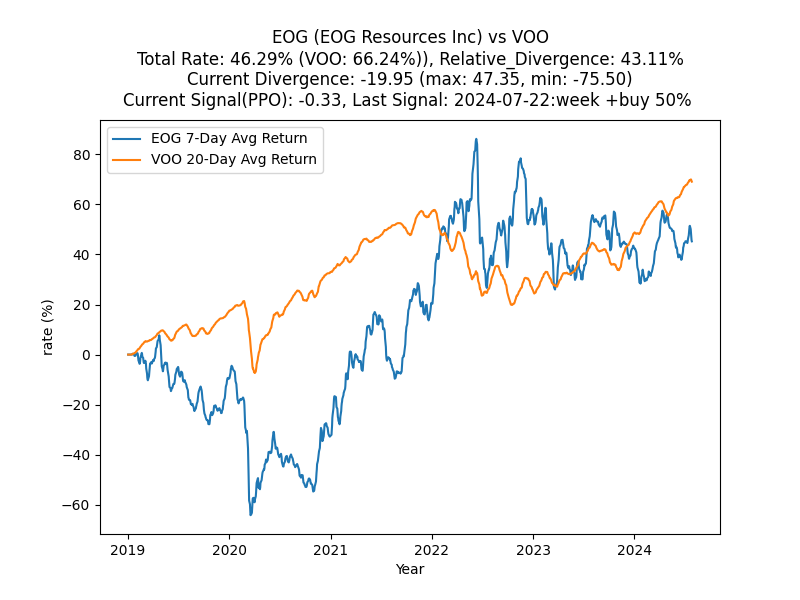 EOG (EOG Resources Inc) vs VOO
Total Rate: 46.29% (VOO: 66.24%)), Relative_Divergence: 43.11%
Current Divergence: -19.95 (max: 47.35, min: -75.50)
Current Signal(PPO): -0.33, Last Signal: 2024-07-22:week +buy 50%
EOG 7-Day Avg Return
VOO 20-Day Avg Return
80
60
40
20
0
−20
−40
−60
rate (%)
2019 2020 2021 2022 2023 2024
Year